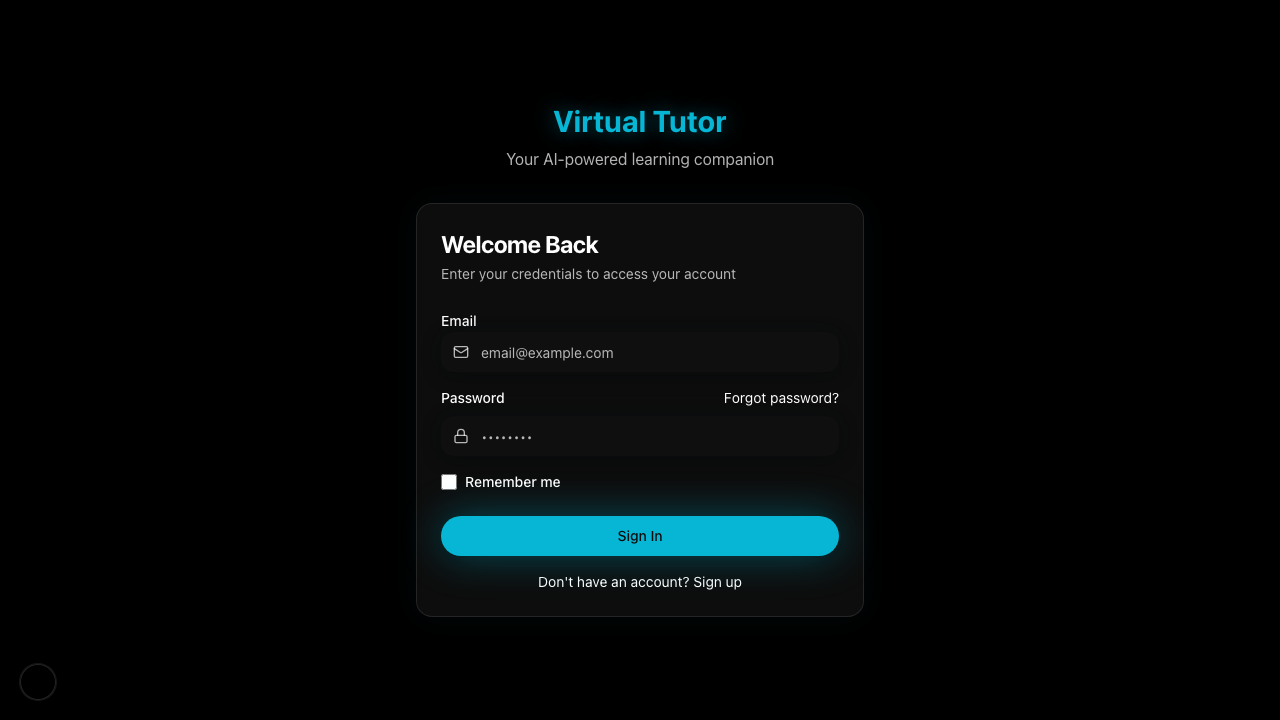 Virtual Tutor
Your AI-powered learning companion
Welcome Back
Enter your credentials to access your account
Email
email@example.com
Password Forgot password?
••••••••
Remember me
Sign In
Don't have an account? Sign up